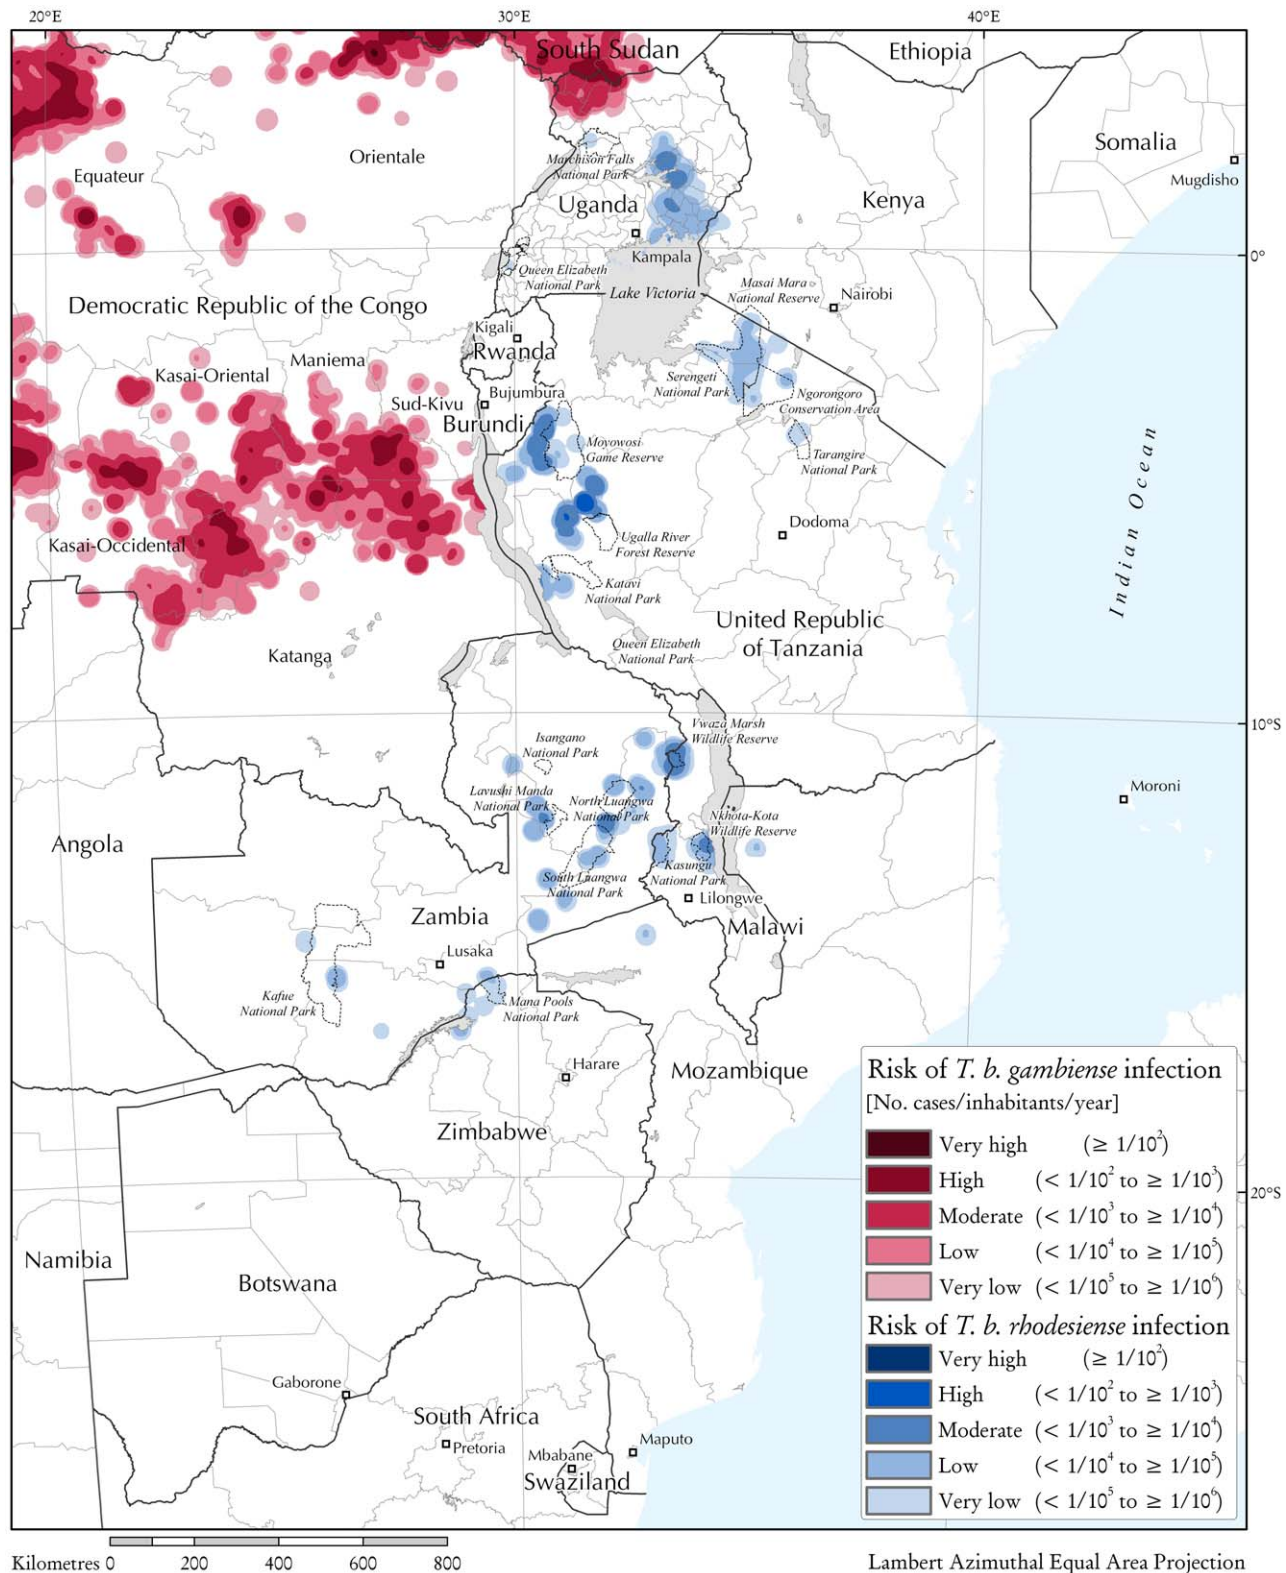 20°E
30°E
40°E
South Sudan
Ethiopia
Somalia
Mugdisho
Orientale
Equateur
Marchison Falls
National Park
Uganda
Kenya
Kampala
0°
Queen Elizabeth
National Park
Lake Victoria
Masai Mara
National Reserve
Nairobi
Democratic Republic of the Congo
Kigali
Rwanda
Maniema
Kasai-Oriental
Sud-Kivu
Bujumbura
Burundi
Serengeti
National Park
Ngorongoro
Conservation Area
Moyowosi
Game Reserve
Tarangire
National Park
Indian Ocean
Dodoma
Kasai-Occidental
Ugalla River
Forest Reserve
Katavi
National Park
United Republic
of Tanzania
Queen Elizabeth
National Park
Katanga
10°S
Vwaza Marsh
Wildlife Reserve
Isangano
National Park
Moroni
Lavushi Manda
National Park
North Luangwa
National Park
Nkhota-Kota
Wildlife Reserve
Angola
Kasungu
National Park
South Luangwa
National Park
Lilongwe
Zambia
Malawi
Lusaka
Kafue
National Park
Mana Pools
National Park
Harare
Mozambique
Zimbabwe
20°S
Namibia
Botswana
Gaborone
South Africa
Pretoria
Maputo
Mbabane
Swaziland
Risk of T. b. gambiense infection
[No. cases/inhabitants/year]
Very high (≥ 1/10²)
High (< 1/10² to ≥ 1/10³)
Moderate (< 1/10³ to ≥ 1/10⁴)
Low (< 1/10⁴ to ≥ 1/10⁵)
Very low (< 1/10⁵ to ≥ 1/10⁶)
Risk of T. b. rhodesiense infection
Very high (≥ 1/10²)
High (< 1/10² to ≥ 1/10³)
Moderate (< 1/10³ to ≥ 1/10⁴)
Low (< 1/10⁴ to ≥ 1/10⁵)
Very low (< 1/10⁵ to ≥ 1/10⁶)
Kilometres 0 200 400 600 800
Lambert Azimuthal Equal Area Projection